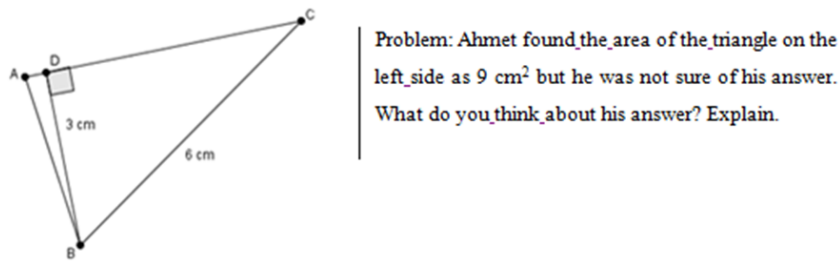 C
D
A
3 cm
6 cm
B
Problem: Ahmet found the area of the triangle on the
left side as 9 cm² but he was not sure of his answer.
What do you think about his answer? Explain.